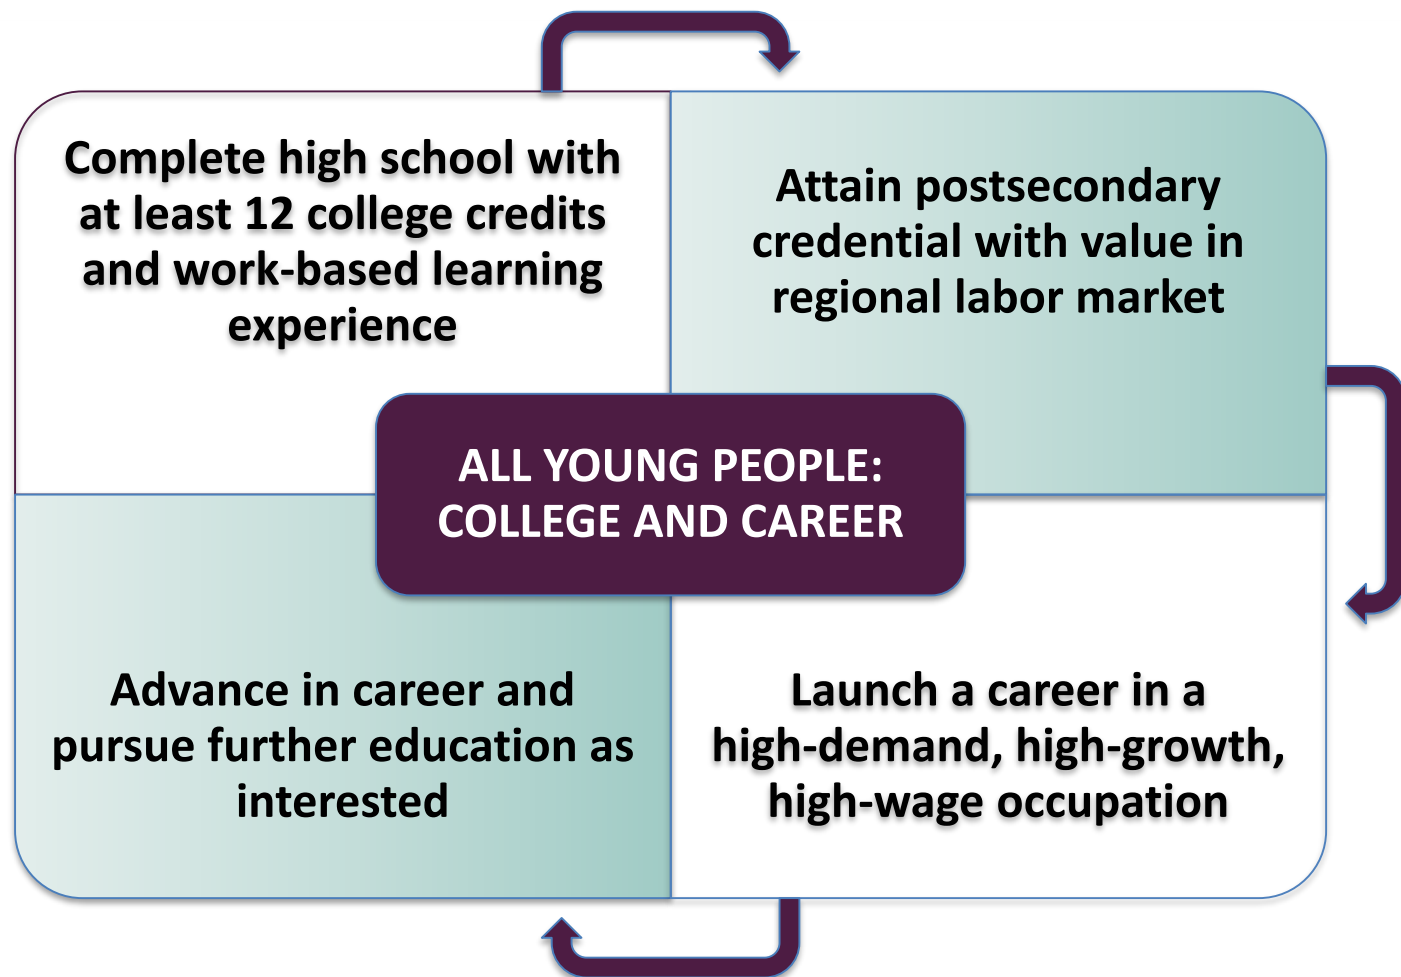 Complete high school with
at least 12 college credits
and work-based learning
experience
Attain postsecondary
credential with value in
regional labor market
ALL YOUNG PEOPLE:
COLLEGE AND CAREER
Advance in career and
pursue further education as
interested
Launch a career in a
high-demand, high-growth,
high-wage occupation